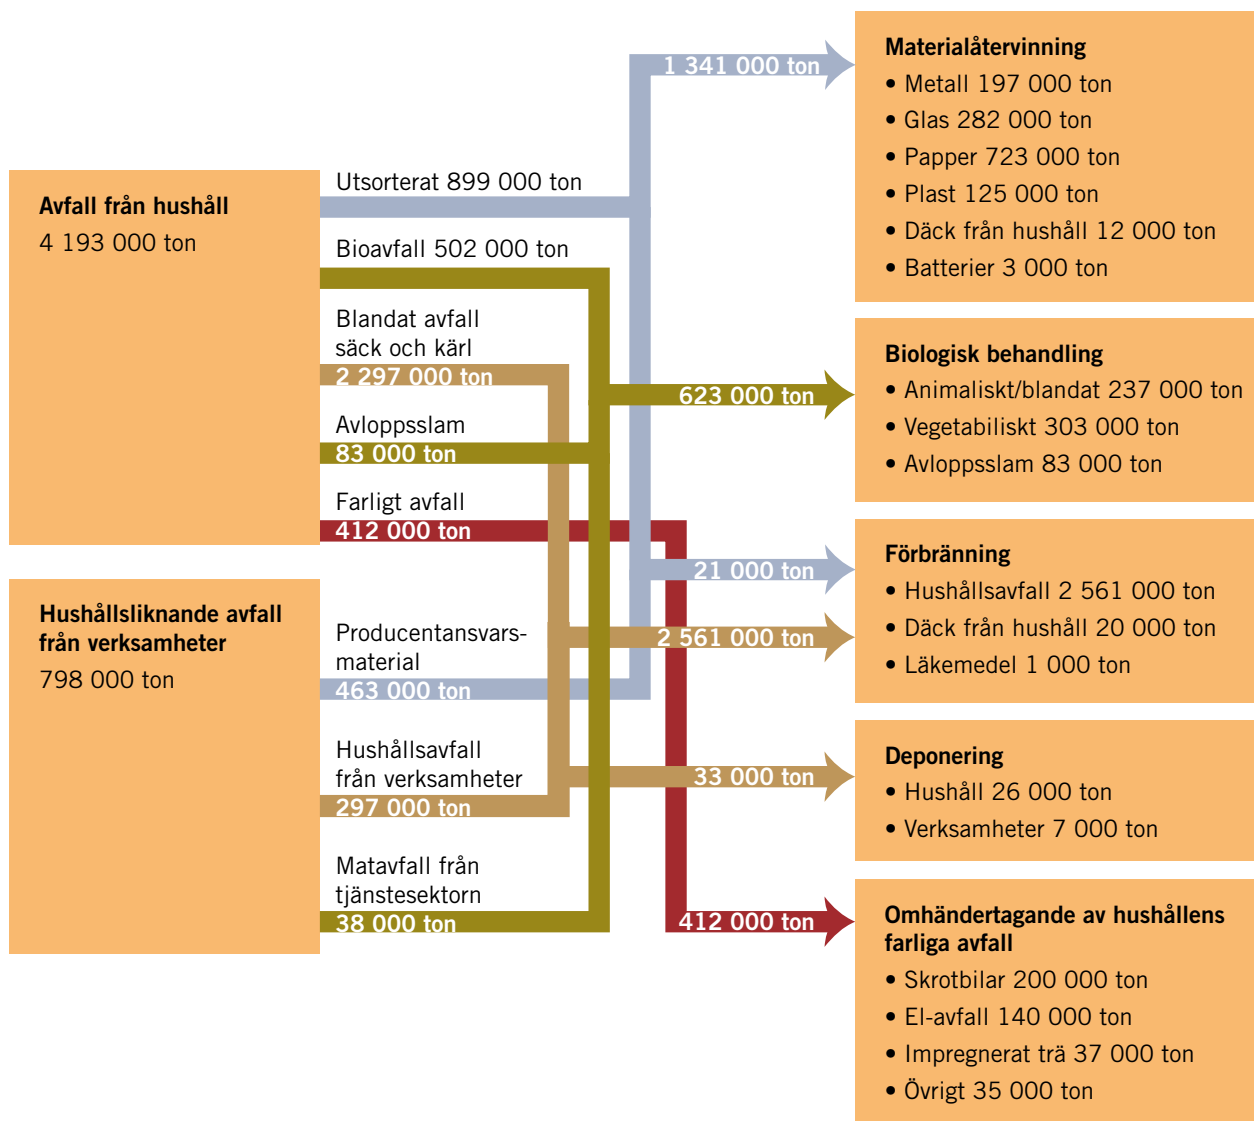 Avfall från hushåll
4 193 000 ton
Hushållsliknande avfall
från verksamheter
798 000 ton
Utsorterat 899 000 ton
Bioavfall 502 000 ton
Blandat avfall
säck och kärl
2 297 000 ton
Avloppsslam
83 000 ton
Farligt avfall
412 000 ton
Producentansvars-
material
463 000 ton
Hushållsavfall
från verksamheter
297 000 ton
Matavfall från
tjänstesektorn
38 000 ton
1 341 000 ton
623 000 ton
21 000 ton
2 561 000 ton
33 000 ton
412 000 ton
Materialåtervinning
• Metall 197 000 ton
• Glas 282 000 ton
• Papper 723 000 ton
• Plast 125 000 ton
• Däck från hushåll 12 000 ton
• Batterier 3 000 ton
Biologisk behandling
• Animaliskt/blandat 237 000 ton
• Vegetabiliskt 303 000 ton
• Avloppsslam 83 000 ton
Förbränning
• Hushållsavfall 2 561 000 ton
• Däck från hushåll 20 000 ton
• Läkemedel 1 000 ton
Deponering
• Hushåll 26 000 ton
• Verksamheter 7 000 ton
Omhändertagande av hushållens
farliga avfall
• Skrotbilar 200 000 ton
• El-avfall 140 000 ton
• Impregnerat trä 37 000 ton
• Övrigt 35 000 ton